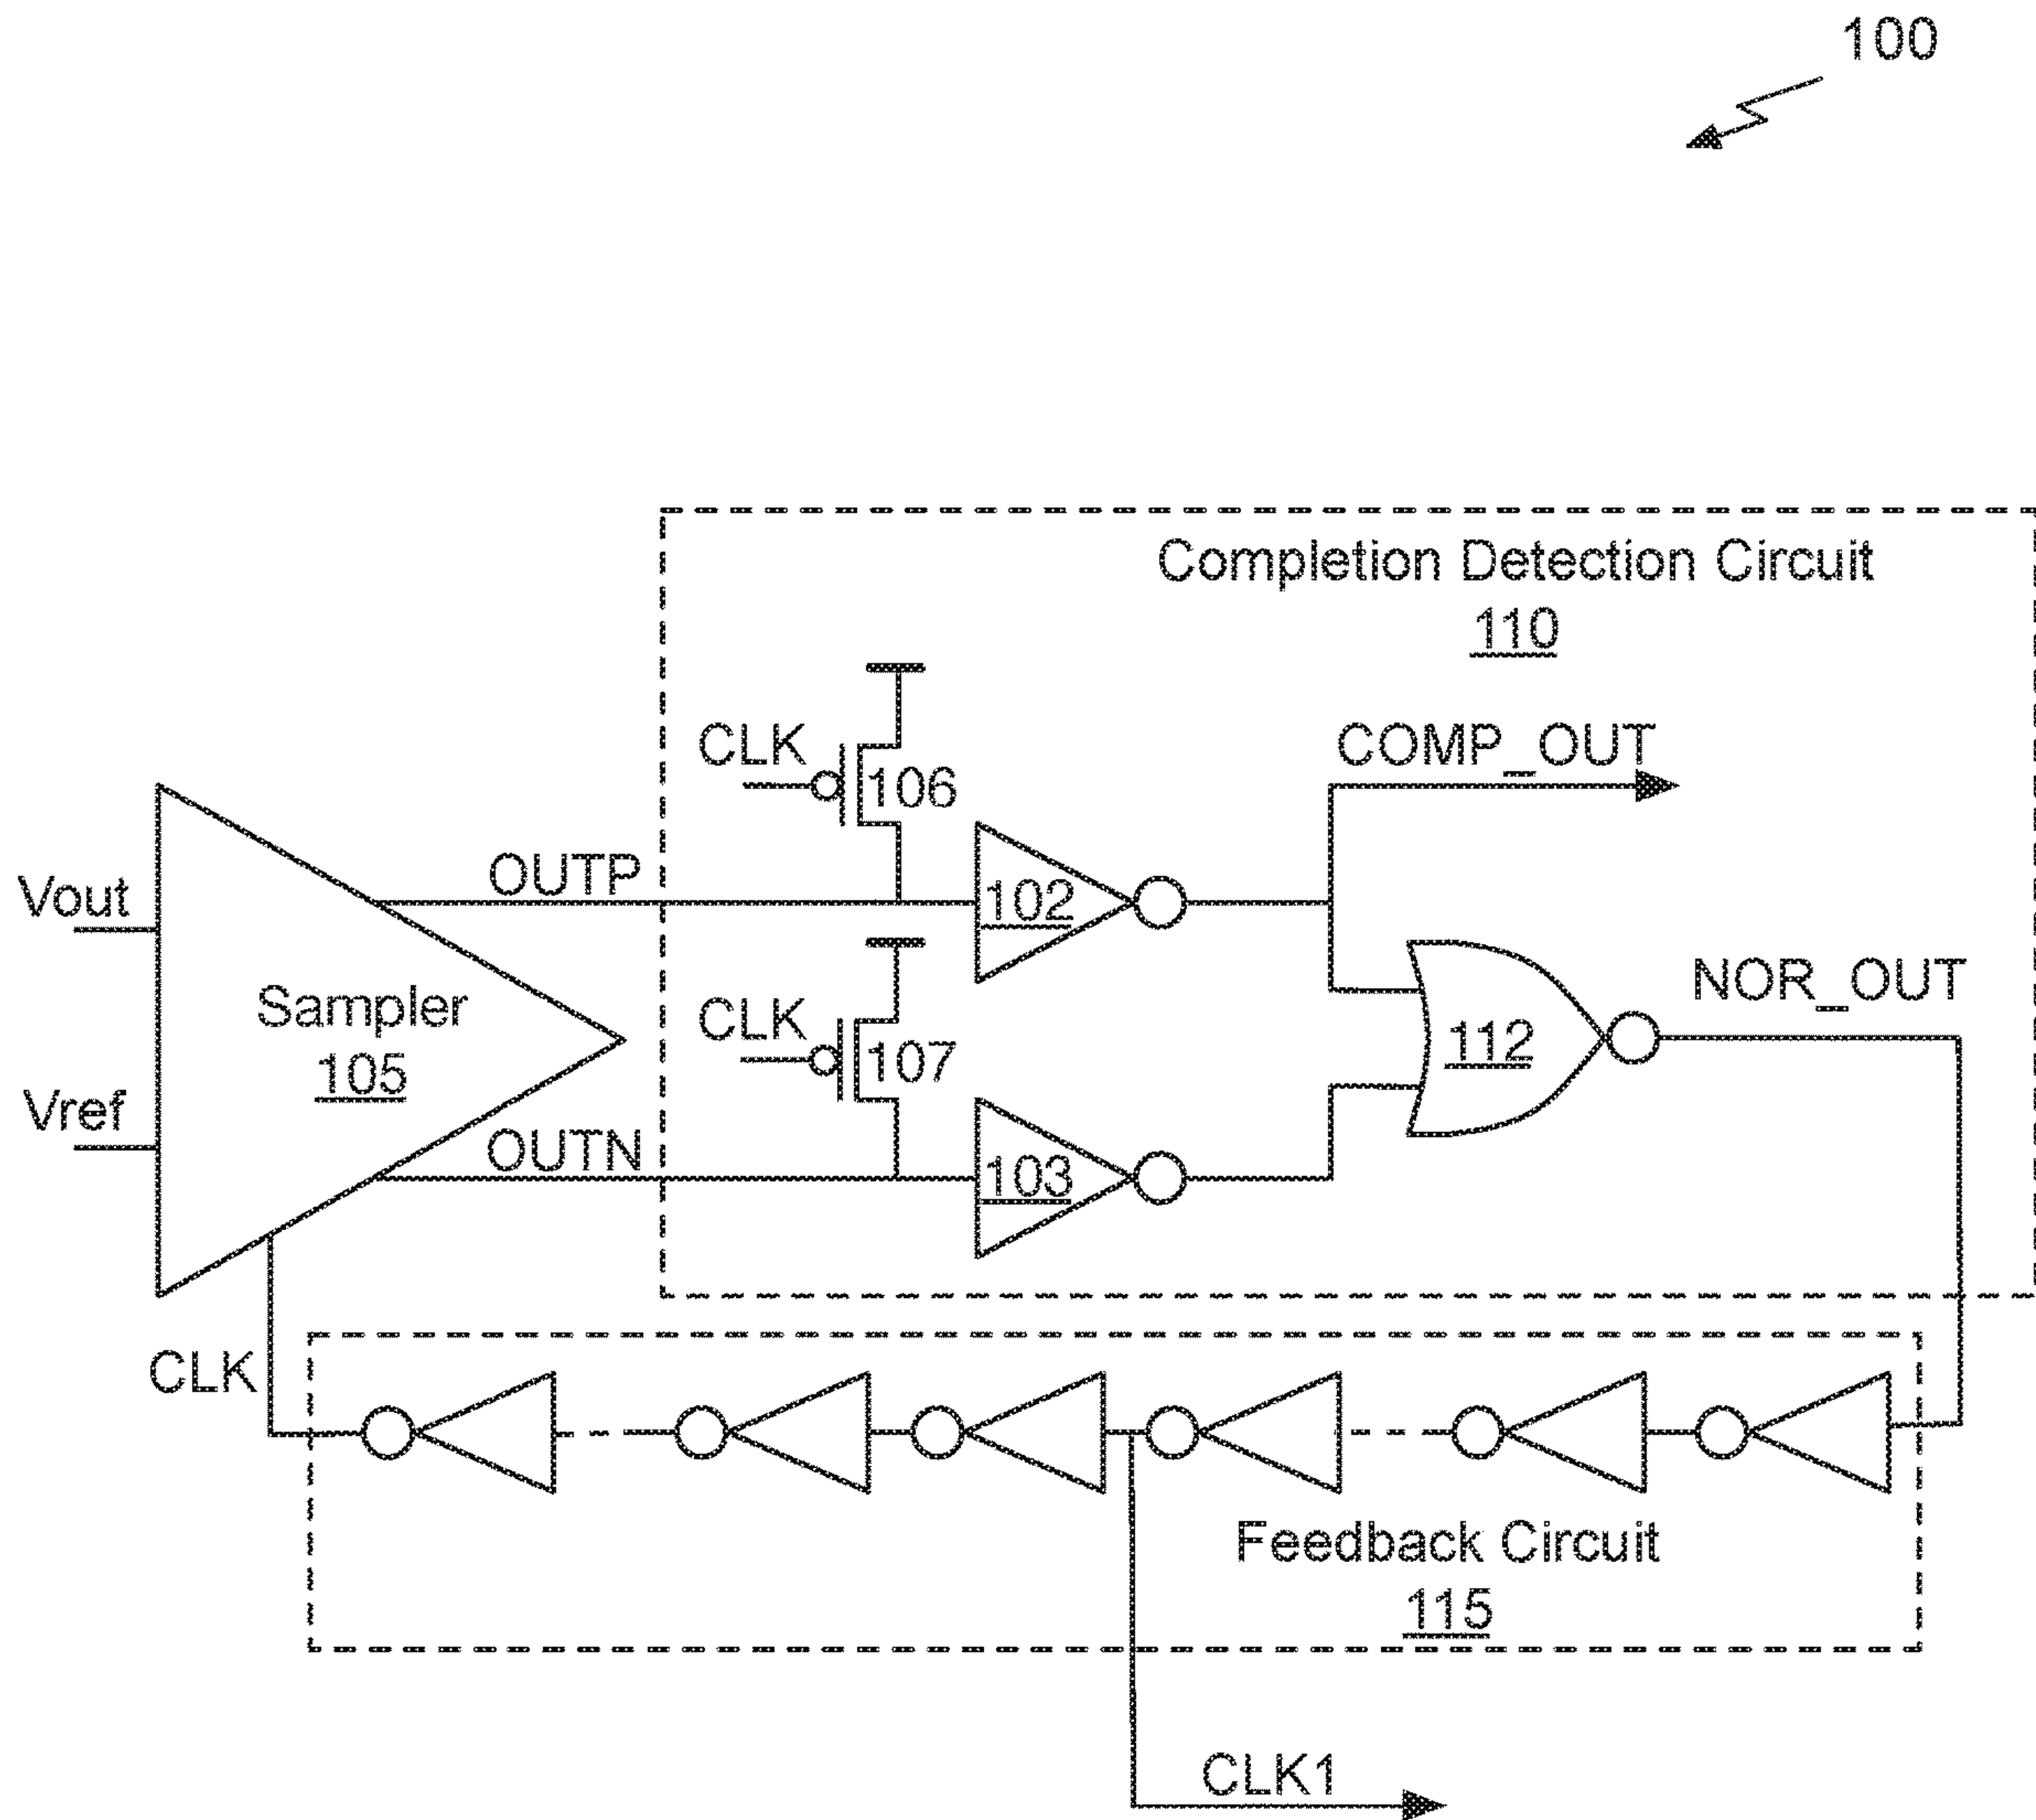 100
Completion Detection Circuit
110
CLK
106
COMP_OUT
OUTP
102
Vout
Sampler
105
CLK
107
112
NOR_OUT
Vref
OUTN
103
CLK
Feedback Circuit
115
CLK1